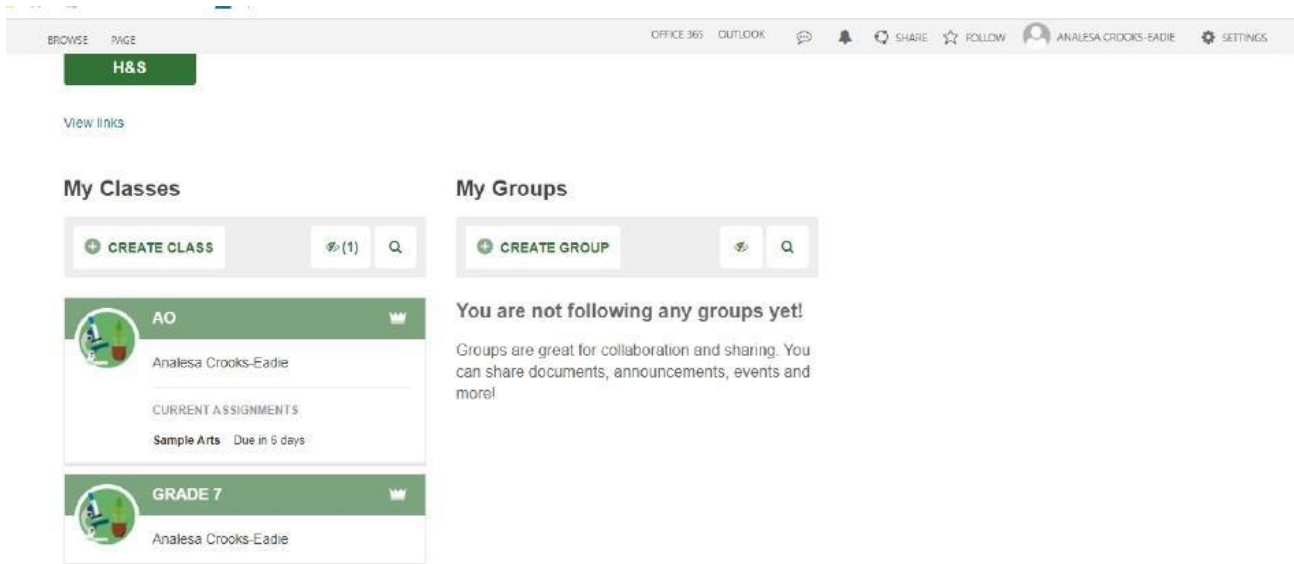 BROWSE PAGE OFFICE 365 OUTLOOK SHARE FOLLOW ANALESA CROOKS-EADIE SETTINGS
H&S
View links
My Classes
CREATE CLASS (1)
AO
Analesa Crooks-Eadie
CURRENT ASSIGNMENTS
Sample Arts Due in 6 days
GRADE 7
Analesa Crooks-Eadie
My Groups
CREATE GROUP
You are not following any groups yet!
Groups are great for collaboration and sharing. You
can share documents, announcements, events and
more!